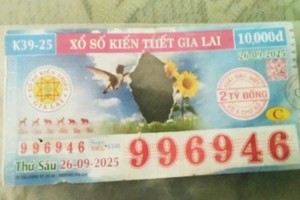 K39-25
XỔ SỐ KIẾN THIẾT GIA LAI
10,000đ
26-09-2025
2 TỶ ĐỒNG
C
996946
996946
Thứ Sáu 26-09-2025